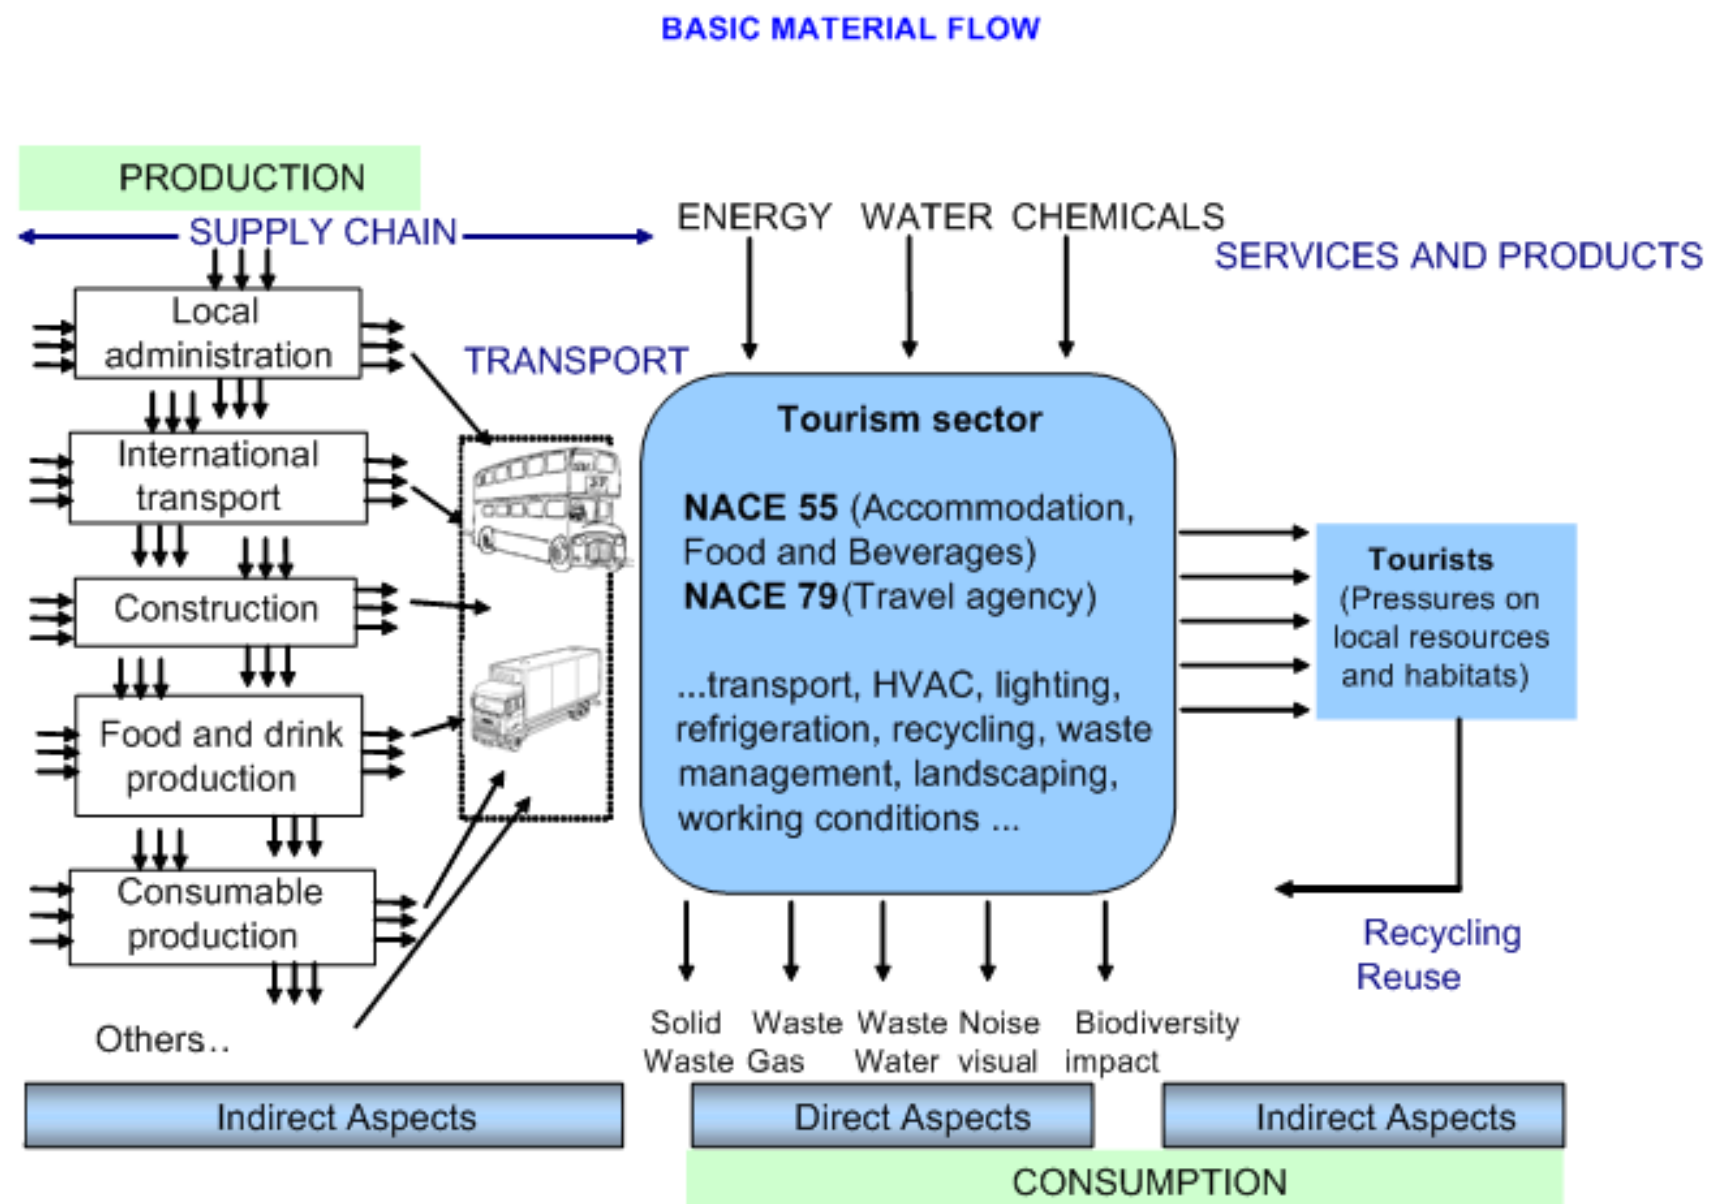 BASIC MATERIAL FLOW
PRODUCTION
SUPPLY CHAIN
ENERGY WATER CHEMICALS
SERVICES AND PRODUCTS
Local
administration
TRANSPORT
International
transport
Construction
Food and drink
production
Consumable
production
Others..
Tourism sector
NACE 55 (Accommodation,
Food and Beverages)
NACE 79(Travel agency)
...transport, HVAC, lighting,
refrigeration, recycling, waste
management, landscaping,
working conditions ...
Tourists
(Pressures on
local resources
and habitats)
Recycling
Reuse
Solid
Waste
Waste
Gas
Waste
Water
Noise
visual
Biodiversity
impact
Indirect Aspects
Direct Aspects
Indirect Aspects
CONSUMPTION